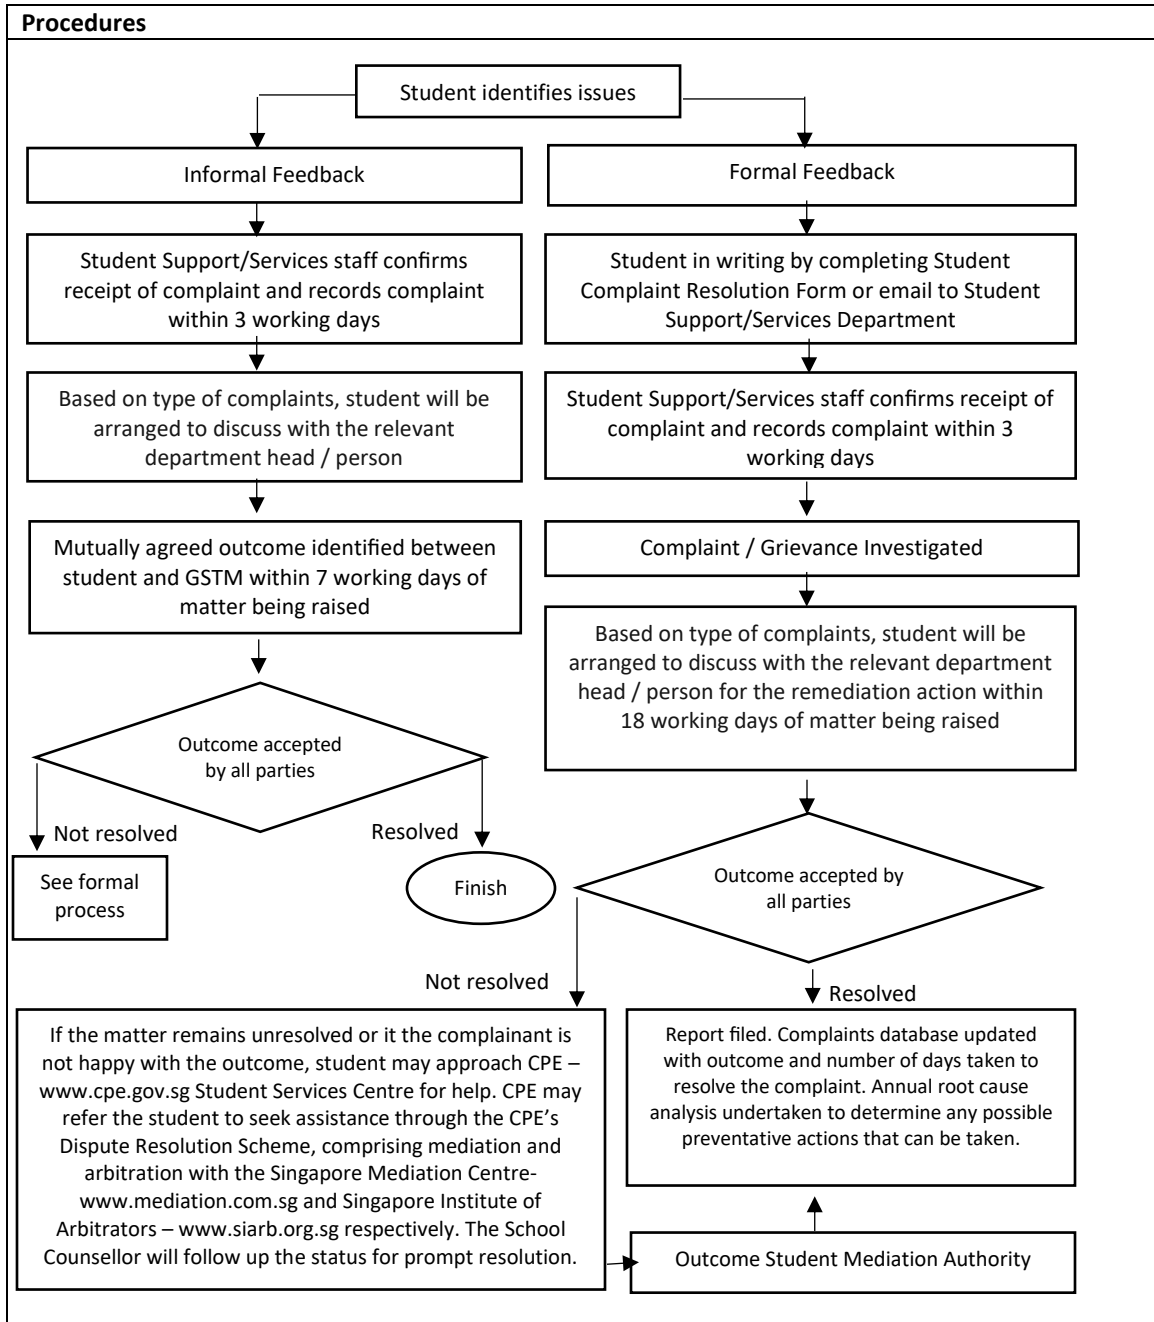 Procedures
Student identifies issues
Informal Feedback
Student Support/Services staff confirms
receipt of complaint and records complaint
within 3 working days
Based on type of complaints, student will be
arranged to discuss with the relevant
department head / person
Mutually agreed outcome identified between
student and GSTM within 7 working days of
matter being raised
Outcome accepted
by all parties
Not resolved
Resolved
See formal
process
Finish
Formal Feedback
Student in writing by completing Student
Complaint Resolution Form or email to Student
Support/Services Department
Student Support/Services staff confirms receipt of
complaint and records complaint within 3
working days
Complaint / Grievance Investigated
Based on type of complaints, student will be
arranged to discuss with the relevant department
head / person for the remediation action within
18 working days of matter being raised
Outcome accepted by
all parties
Not resolved
Resolved
If the matter remains unresolved or it the complainant is
not happy with the outcome, student may approach CPE –
www.cpe.gov.sg Student Services Centre for help. CPE may
refer the student to seek assistance through the CPE’s
Dispute Resolution Scheme, comprising mediation and
arbitration with the Singapore Mediation Centre-
www.mediation.com.sg and Singapore Institute of
Arbitrators – www.siarb.org.sg respectively. The School
Counsellor will follow up the status for prompt resolution.
Report filed. Complaints database updated
with outcome and number of days taken to
resolve the complaint. Annual root cause
analysis undertaken to determine any possible
preventative actions that can be taken.
Outcome Student Mediation Authority